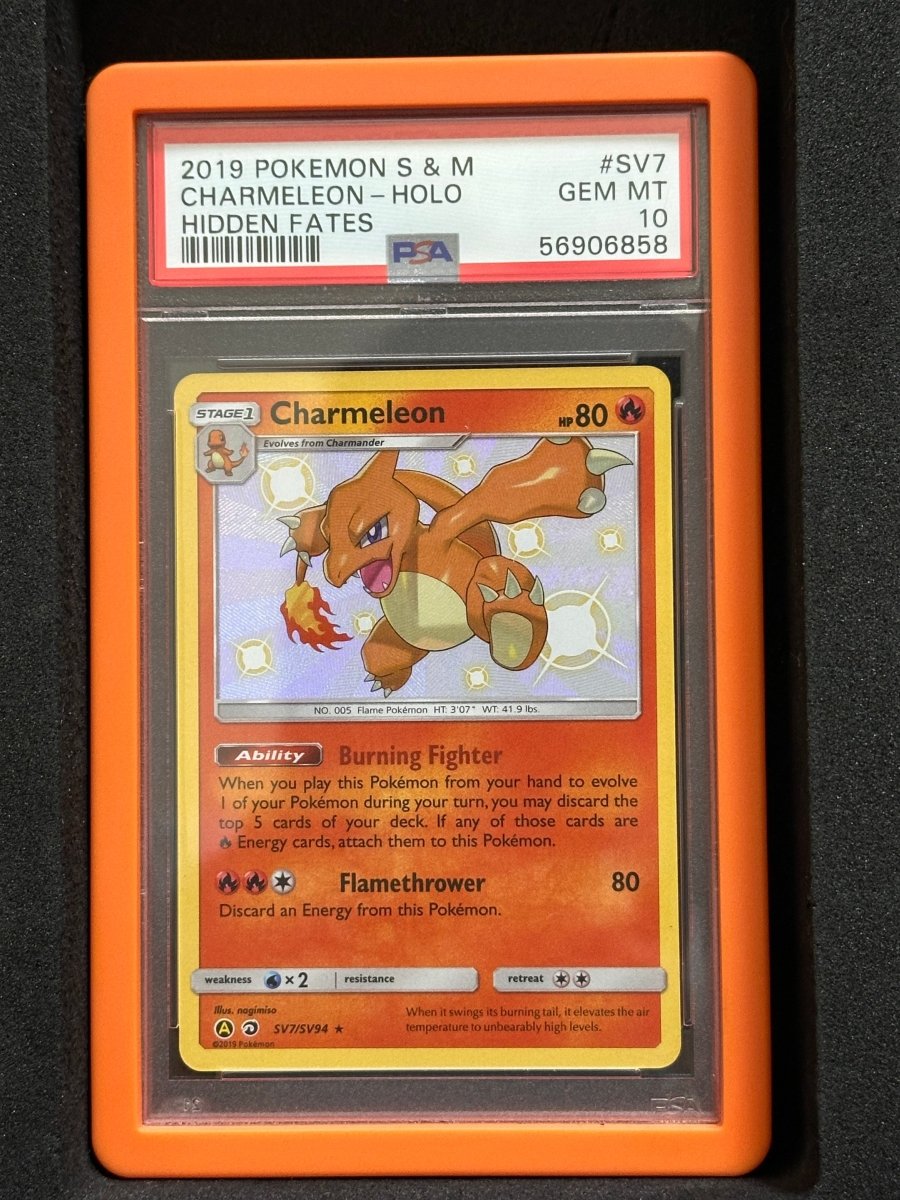 2019 POKEMON S & M #SV7
CHARMELEON – HOLO GEM MT
HIDDEN FATES 10
PSA 56906858
STAGE 1 Charmeleon HP 80
Evolves from Charmander
NO. 005 Flame Pokémon HT: 3'07" WT: 41.9 lbs.
Ability Burning Fighter
When you play this Pokémon from your hand to evolve
1 of your Pokémon during your turn, you may discard the
top 5 cards of your deck. If any of those cards are
Energy cards, attach them to this Pokémon.
Flamethrower 80
Discard an Energy from this Pokémon.
weakness ×2 resistance retreat
Illus. nagimiso
When it swings its burning tail, it elevates the air
temperature to unbearably high levels.
A SV7/SV94 ★
©2019 Pokémon
PSA